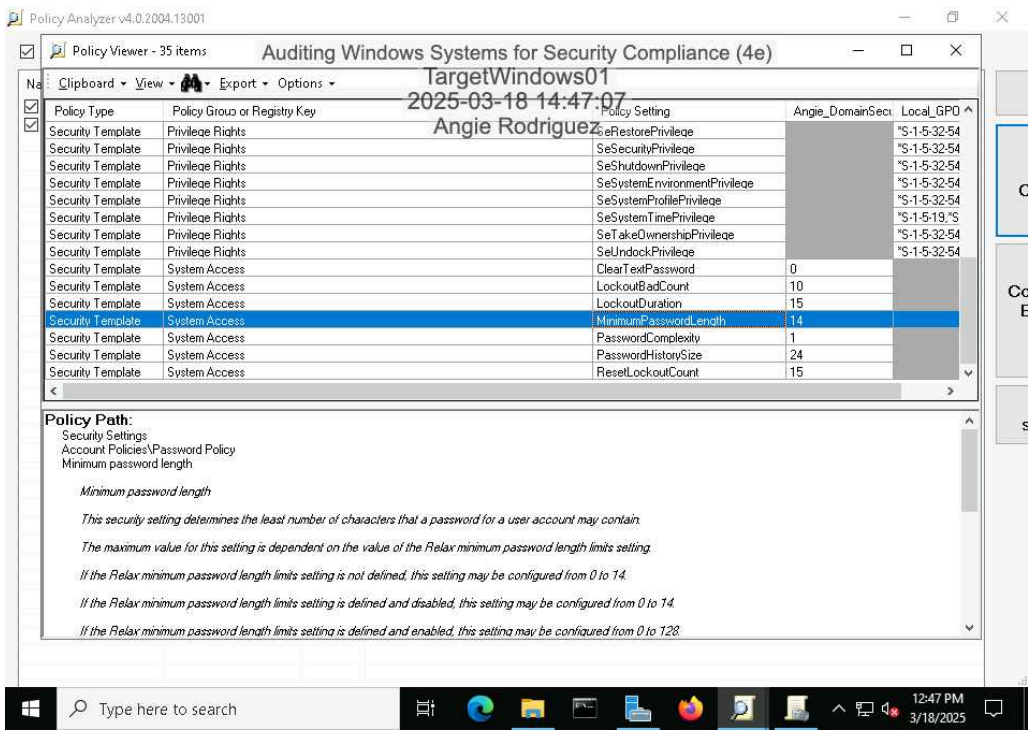 Policy Analyzer v4.0.2004.13001
Policy Viewer - 35 items
Auditing Windows Systems for Security Compliance (4e)
TargetWindows01
2025-03-18 14:47:07
Angie Rodriguez
Na
Clipboard View Export Options
Policy Type Policy Group or Registry Key Policy Setting Angie_DomainSecu Local_GPO
Security Template Privilege Rights SeRestorePrivilege *S-1-5-32-54
Security Template Privilege Rights SeSecurityPrivilege *S-1-5-32-54
Security Template Privilege Rights SeShutdownPrivilege *S-1-5-32-54
Security Template Privilege Rights SeSystemEnvironmentPrivilege *S-1-5-32-54
Security Template Privilege Rights SeSystemProfilePrivilege *S-1-5-32-54
Security Template Privilege Rights SeSystemTimePrivilege *S-1-5-19,*S
Security Template Privilege Rights SeTakeOwnershipPrivilege *S-1-5-32-54
Security Template Privilege Rights SeUndockPrivilege *S-1-5-32-54
Security Template System Access ClearTextPassword 0
Security Template System Access LockoutBadCount 10
Security Template System Access LockoutDuration 15
Security Template System Access MinimumPasswordLength 14
Security Template System Access PasswordComplexity 1
Security Template System Access PasswordHistorySize 24
Security Template System Access ResetLockoutCount 15
Policy Path:
Security Settings
Account Policies\Password Policy
Minimum password length
Minimum password length
This security setting determines the least number of characters that a password for a user account may contain.
The maximum value for this setting is dependent on the value of the Relax minimum password length limits setting.
If the Relax minimum password length limits setting is not defined, this setting may be configured from 0 to 14.
If the Relax minimum password length limits setting is defined and disabled, this setting may be configured from 0 to 14.
If the Relax minimum password length limits setting is defined and enabled, this setting may be configured from 0 to 128.
Co
E
s
Type here to search
12:47 PM
3/18/2025